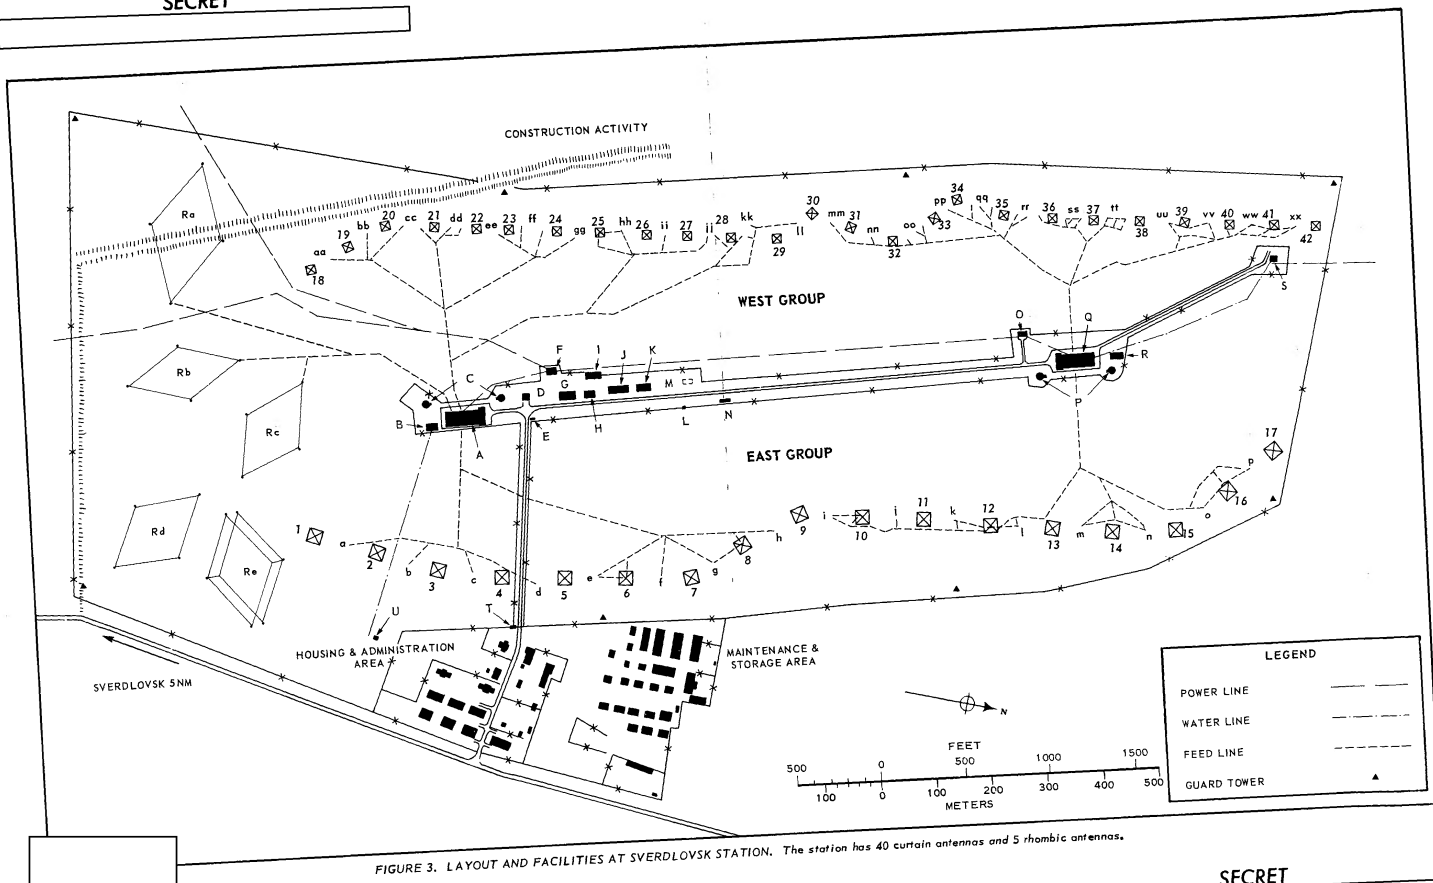 SECRET
CONSTRUCTION ACTIVITY
Ra
aa
bb
cc
dd
ee
ff
gg
hh
ii
jj
kk
ll
mm
nn
oo
pp
qq
rr
ss
tt
uu
vv
ww
xx
18
19
20
21
22
23
24
25
26
27
28
29
30
31
32
33
34
35
36
37
38
39
40
41
42
WEST GROUP
S
O
Q
R
P
F
I
J
K
G
M
C
D
B
A
E
H
L
N
Rb
Rc
Rd
Re
EAST GROUP
1
2
3
4
5
6
7
8
9
10
11
12
13
14
15
16
17
a
b
c
d
e
f
g
h
i
j
k
l
m
n
o
p
U
T
HOUSING & ADMINISTRATION
AREA
MAINTENANCE &
STORAGE AREA
SVERDLOVSK 5NM
N
LEGEND
POWER LINE
WATER LINE
FEED LINE
GUARD TOWER
FEET
500 0 500 1000 1500
100 0 100 200 300 400 500
METERS
FIGURE 3. LAYOUT AND FACILITIES AT SVERDLOVSK STATION. The station has 40 curtain antennas and 5 rhombic antennas.
SECRET